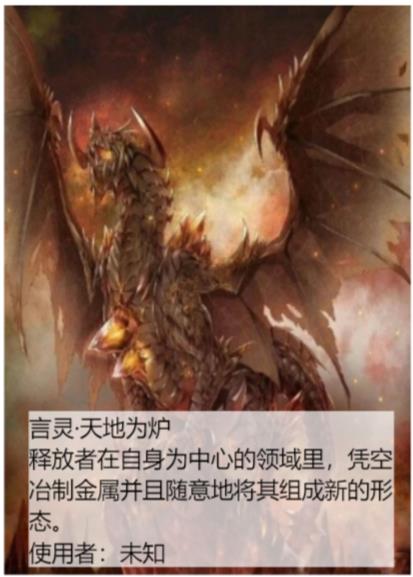 言灵·天地为炉
释放者在自身为中心的领域里，凭空
冶制金属并且随意地将其组成新的形
态。
使用者：未知